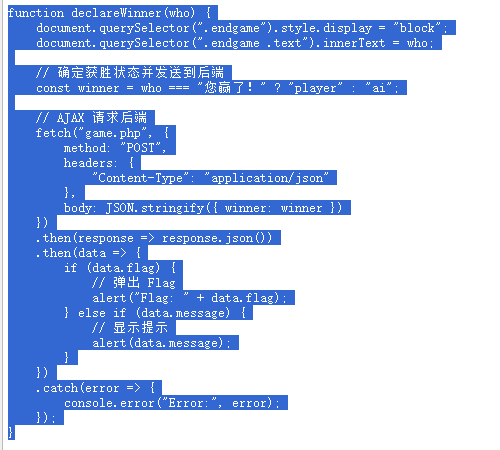 function declareWinner(who) {
    document.querySelector(".endgame").style.display = "block";
    document.querySelector(".endgame .text").innerText = who;

    // 确定获胜状态并发送到后端
    const winner = who === "您赢了！" ? "player" : "ai";

    // AJAX 请求后端
    fetch("game.php", {
        method: "POST",
        headers: {
            "Content-Type": "application/json"
        },
        body: JSON.stringify({ winner: winner })
    })
    .then(response => response.json())
    .then(data => {
        if (data.flag) {
            // 弹出 Flag
            alert("Flag: " + data.flag);
        } else if (data.message) {
            // 显示提示
            alert(data.message);
        }
    })
    .catch(error => {
        console.error("Error:", error);
    });
}